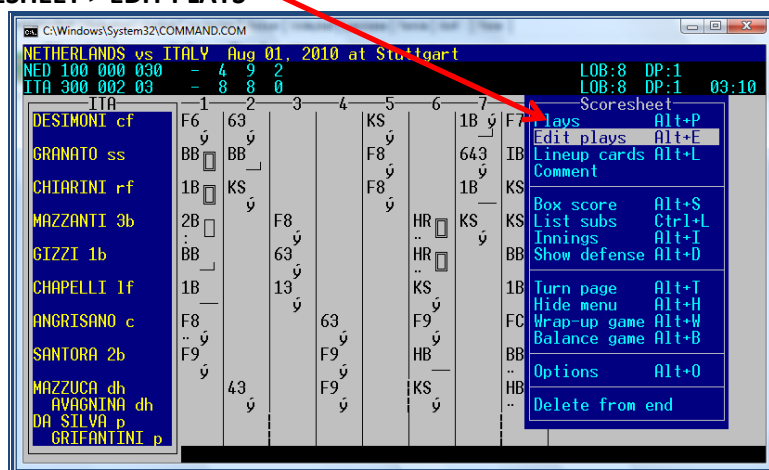 SHEET > EDIT PLAYS
C:\Windows\System32\COMMAND.COM
NETHERLANDS vs ITALY Aug 01, 2010 at Stuttgart
NED 100 000 030 - 4 9 2 LOB:8 DP:1
ITA 300 002 03 - 8 8 0 LOB:8 DP:1 03:10
ITA 1 2 3 4 5 6 7 Scoresheet
DESIMONI cf F6 63 KS 1B F7 Plays Alt+P
ý ý ý ý Edit plays Alt+E
GRANATO ss BB BB F8 643 IB Lineup cards Alt+L
ý ý Comment
CHIARINI rf 1B KS F8 1B KS
ý ý Box score Alt+S
MAZZANTI 3b 2B F8 HR KS KS List subs Ctrl+L
: ý .. ý Innings Alt+I
GIZZI 1b BB 63 HR BB Show defense Alt+D
ý ..
CHAPELLI lf 1B 13 KS 1B Turn page Alt+T
ý ý Hide menu Alt+H
ANGRISANO c F8 63 F9 FC Wrap-up game Alt+W
.. ý ý ý Balance game Alt+B
SANTORA 2b F9 F9 HB BB
ý ý .. Options Alt+O
MAZZUCA dh 43 F9 KS HB
AVAGNINA dh ý ý ý .. Delete from end
DA SILVA p
GRIFANTINI p